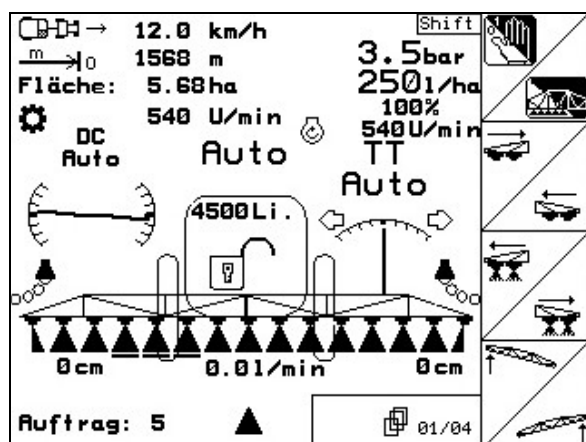 12.0 km/h
Shift
m
0
1568 m
3.5bar
Fläche: 5.68ha
250l/ha
100%
540 U/min
540U/min
DC
Auto
Auto
TT
Auto
4500Li.
0cm
0.0l/min
0cm
Auftrag: 5
01/04